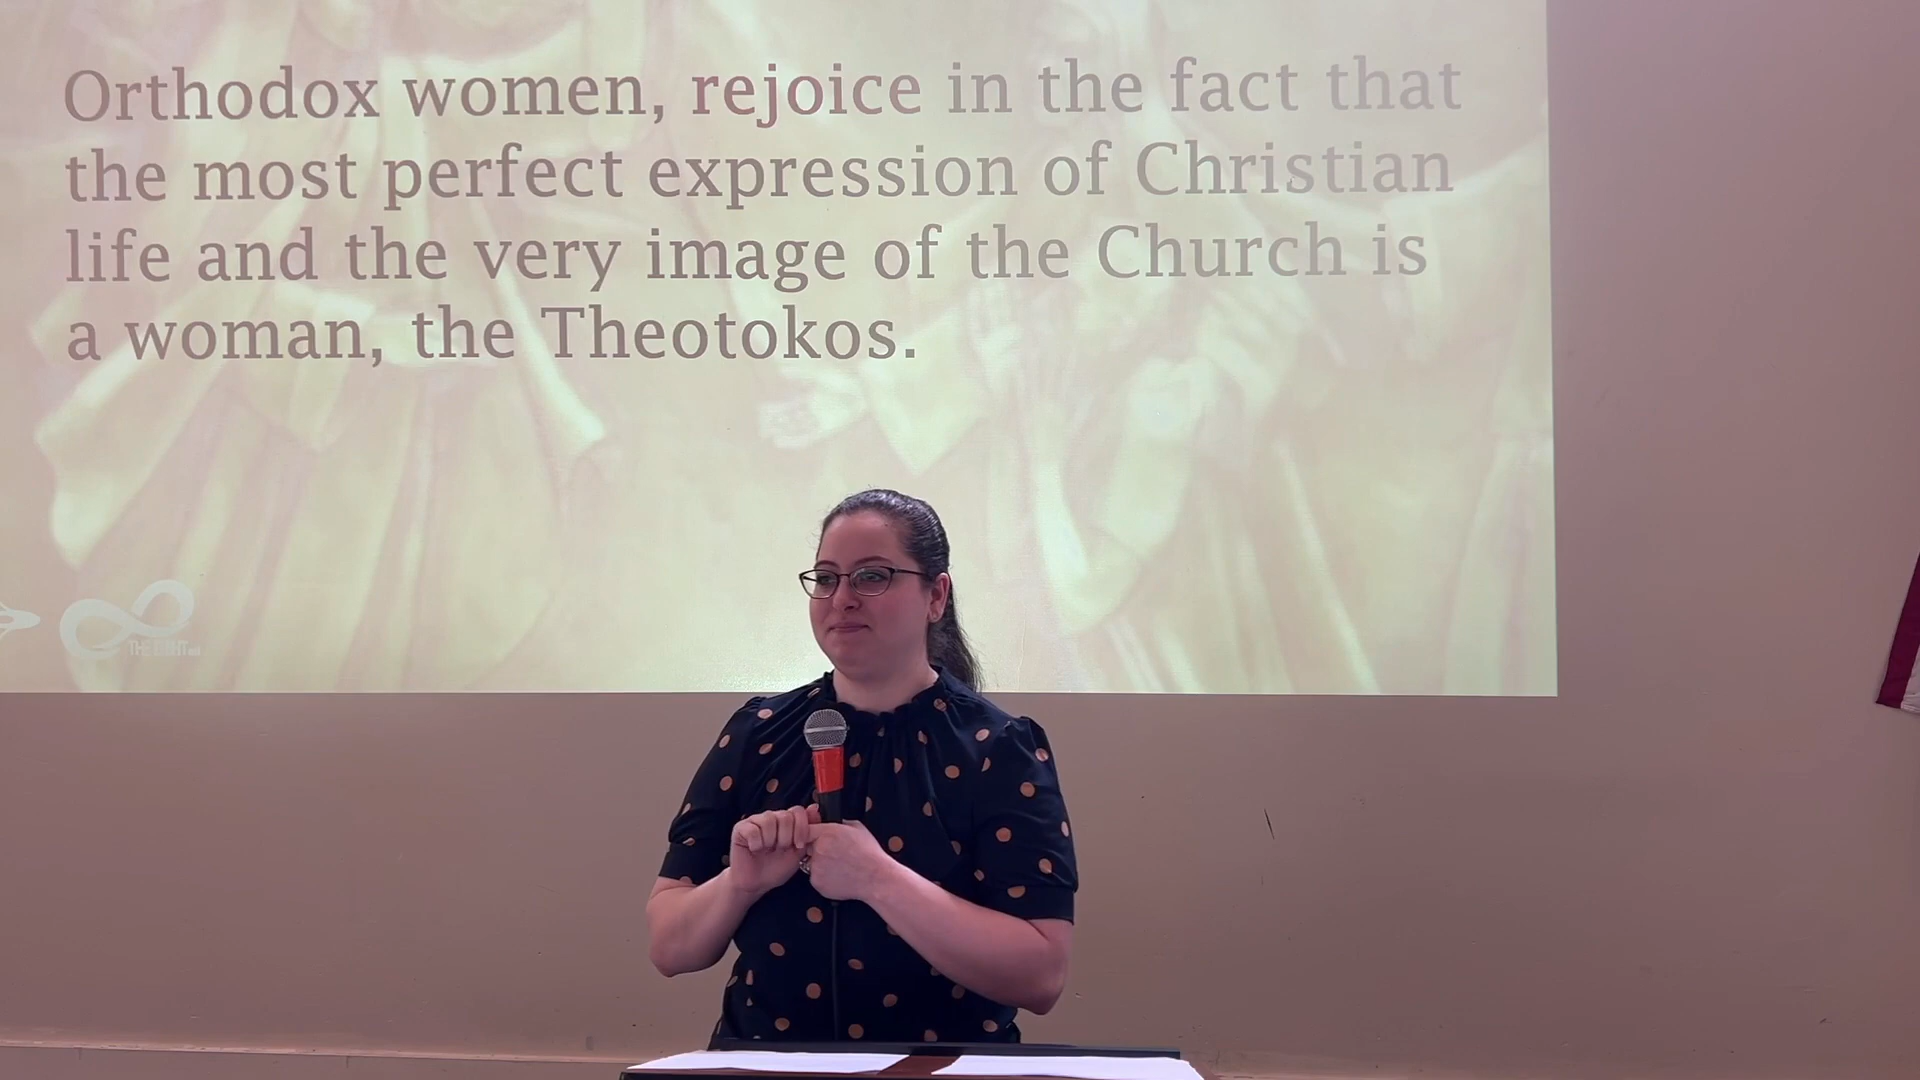 Orthodox women, rejoice in the fact that
the most perfect expression of Christian
life and the very image of the Church is
a woman, the Theotokos.